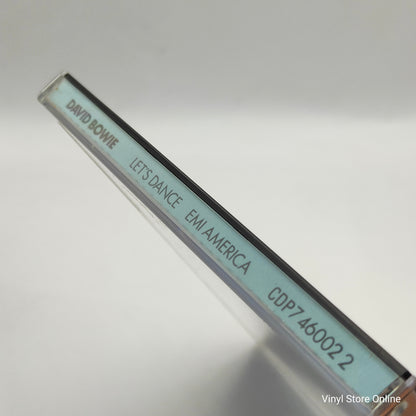 DAVID BOWIE LET'S DANCE EMI AMERICA CDP7 46002 2
Vinyl Store Online